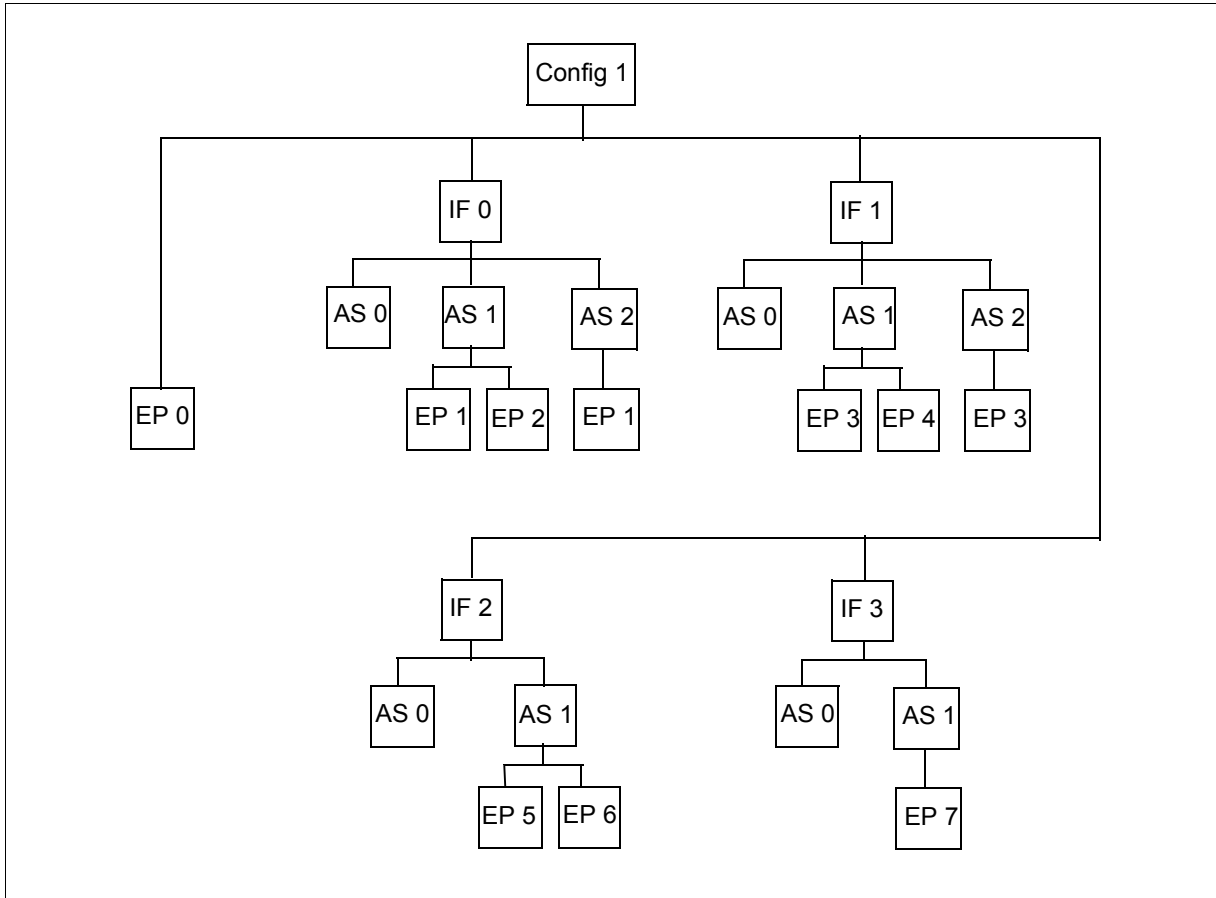 Config 1
IF 0
IF 1
AS 0
AS 1
AS 2
AS 0
AS 1
AS 2
EP 0
EP 1
EP 2
EP 1
EP 3
EP 4
EP 3
IF 2
IF 3
AS 0
AS 1
AS 0
AS 1
EP 5
EP 6
EP 7